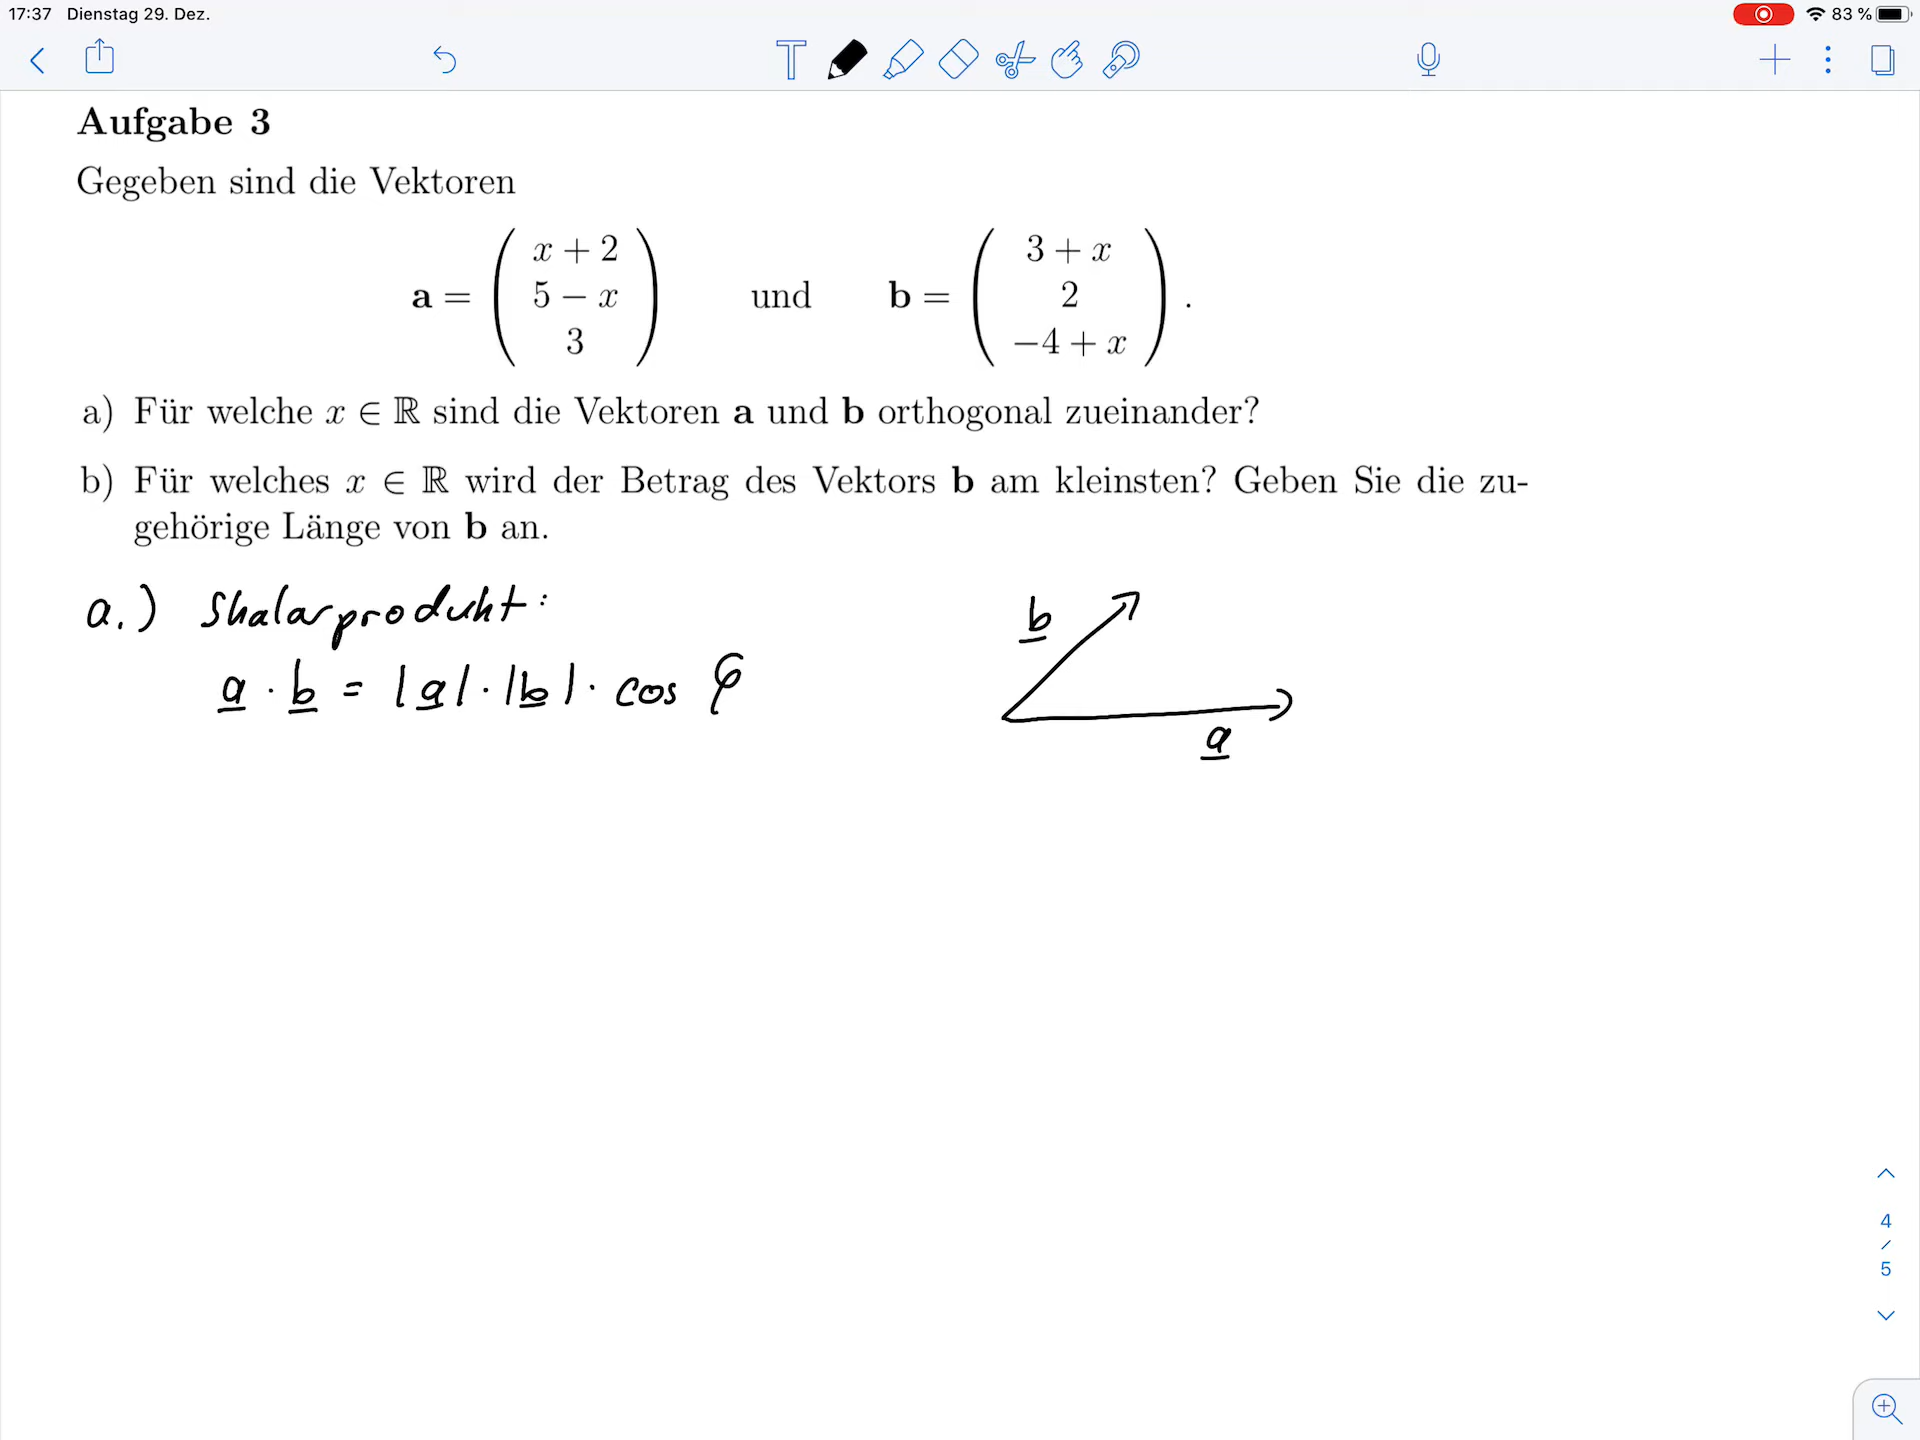 17:37 Dienstag 29. Dez. 83 %
T
Aufgabe 3
Gegeben sind die Vektoren
a = ( x + 2 5 − x 3 ) und b = ( 3 + x 2 −4 + x ) .
a) Für welche x ∈ ℝ sind die Vektoren a und b orthogonal zueinander?
b) Für welches x ∈ ℝ wird der Betrag des Vektors b am kleinsten? Geben Sie die zu-
gehörige Länge von b an.
a.) Skalarprodukt:
a · b = |a| · |b| · cos φ
b
a
4
/
5